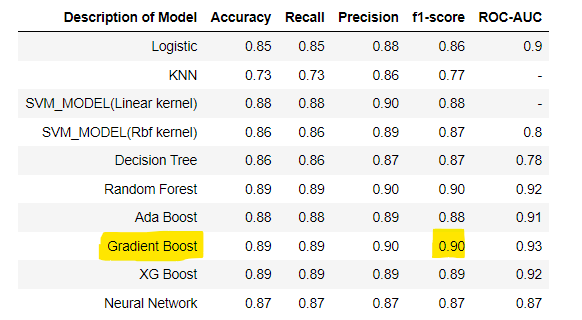 Description of Model Accuracy Recall Precision f1-score ROC-AUC
Logistic 0.85 0.85 0.88 0.86 0.9
KNN 0.73 0.73 0.86 0.77 -
SVM_MODEL(Linear kernel) 0.88 0.88 0.90 0.88 -
SVM_MODEL(Rbf kernel) 0.86 0.86 0.89 0.87 0.8
Decision Tree 0.86 0.86 0.87 0.87 0.78
Random Forest 0.89 0.89 0.90 0.90 0.92
Ada Boost 0.88 0.88 0.89 0.88 0.91
Gradient Boost 0.89 0.89 0.90 0.90 0.93
XG Boost 0.89 0.89 0.89 0.89 0.92
Neural Network 0.87 0.87 0.87 0.87 0.87